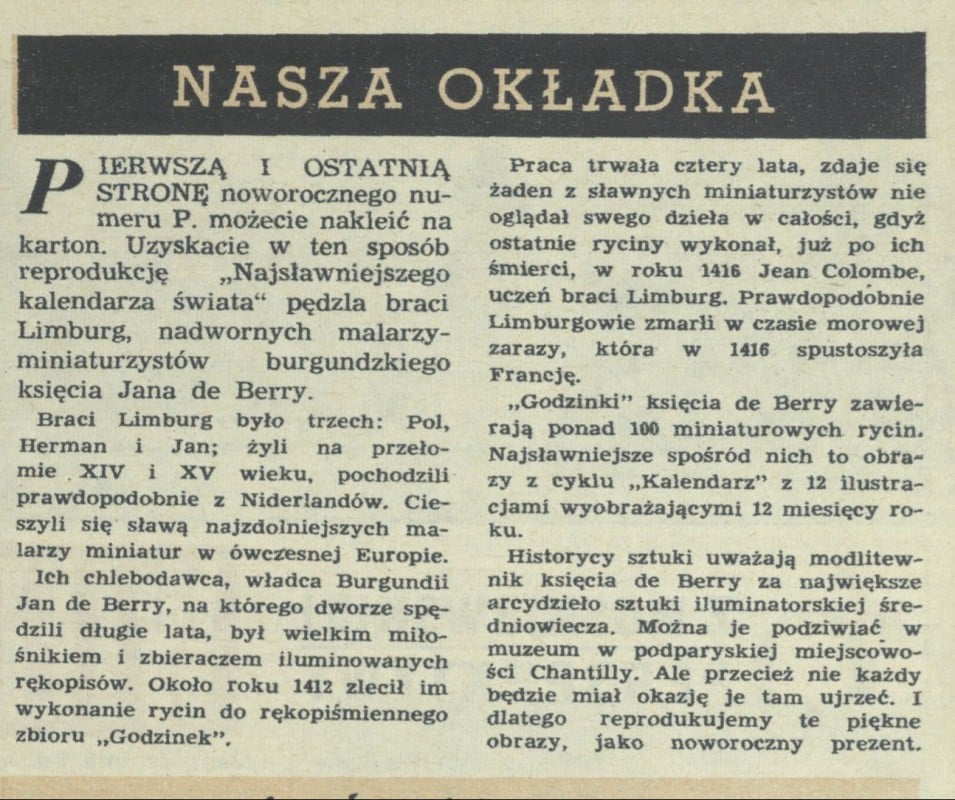 NASZA OKŁADKA
PIERWSZĄ I OSTATNIĄ
STRONĘ noworocznego nu-
meru P. możecie nakleić na
karton. Uzyskacie w ten sposób
reprodukcję „Najsławniejszego
kalendarza świata“ pędzla braci
Limburg, nadwornych malarzy-
miniaturzystów burgundzkiego
księcia Jana de Berry.
Braci Limburg było trzech: Pol,
Herman i Jan; żyli na przeło-
mie XIV i XV wieku, pochodzili
prawdopodobnie z Niderlandów. Cie-
szyli się sławą najzdolniejszych ma-
larzy miniatur w ówczesnej Europie.
Ich chlebodawca, władca Burgundii
Jan de Berry, na którego dworze spę-
dzili długie lata, był wielkim miło-
śnikiem i zbieraczem iluminowanych
rękopisów. Około roku 1412 zlecił im
wykonanie rycin do rękopiśmiennego
zbioru „Godzinek”.
Praca trwała cztery lata, zdaje się
żaden z sławnych miniaturzystów nie
oglądał swego dzieła w całości, gdyż
ostatnie ryciny wykonał, już po ich
śmierci, w roku 1416 Jean Colombe,
uczeń braci Limburg. Prawdopodobnie
Limburgowie zmarli w czasie morowej
zarazy, która w 1416 spustoszyła
Francję.
„Godzinki” księcia de Berry zawie-
rają ponad 100 miniaturowych rycin.
Najsławniejsze spośród nich to obra-
zy z cyklu „Kalendarz” z 12 ilustra-
cjami wyobrażającymi 12 miesięcy ro-
ku.
Historycy sztuki uważają modlitew-
nik księcia de Berry za największe
arcydzieło sztuki iluminatorskiej śre-
dniowiecza. Można je podziwiać w
muzeum w podparyskiej miejscowo-
ści Chantilly. Ale przecież nie każdy
będzie miał okazję je tam ujrzeć. I
dlatego reprodukujemy te piękne
obrazy, jako noworoczny prezent.